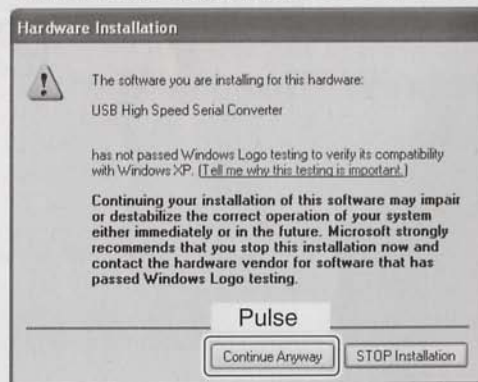 Hardware Installation
The software you are installing for this hardware:
USB High Speed Serial Converter
has not passed Windows Logo testing to verify its compatibility
with Windows XP. (Tell me why this testing is important.)
Continuing your installation of this software may impair
or destabilize the correct operation of your system
either immediately or in the future. Microsoft strongly
recommends that you stop this installation now and
contact the hardware vendor for software that has
passed Windows Logo testing.
Pulse
Continue Anyway
STOP Installation